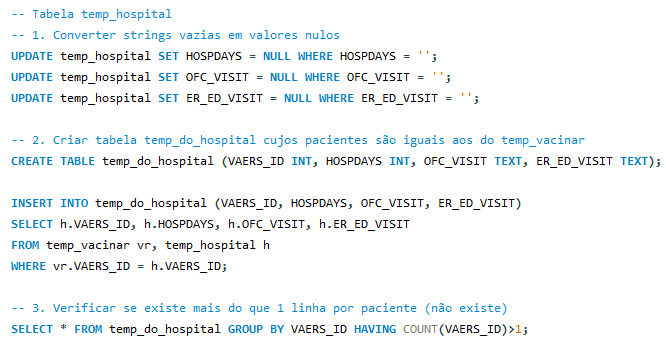 -- Tabela temp_hospital
-- 1. Converter strings vazias em valores nulos
UPDATE temp_hospital SET HOSPDAYS = NULL WHERE HOSPDAYS = '';
UPDATE temp_hospital SET OFC_VISIT = NULL WHERE OFC_VISIT = '';
UPDATE temp_hospital SET ER_ED_VISIT = NULL WHERE ER_ED_VISIT = '';
-- 2. Criar tabela temp_do_hospital cujos pacientes são iguais aos do temp_vacinar
CREATE TABLE temp_do_hospital (VAERS_ID INT, HOSPDAYS INT, OFC_VISIT TEXT, ER_ED_VISIT TEXT);
INSERT INTO temp_do_hospital (VAERS_ID, HOSPDAYS, OFC_VISIT, ER_ED_VISIT)
SELECT h.VAERS_ID, h.HOSPDAYS, h.OFC_VISIT, h.ER_ED_VISIT
FROM temp_vacinar vr, temp_hospital h
WHERE vr.VAERS_ID = h.VAERS_ID;
-- 3. Verificar se existe mais do que 1 linha por paciente (não existe)
SELECT * FROM temp_do_hospital GROUP BY VAERS_ID HAVING COUNT(VAERS_ID)>1;